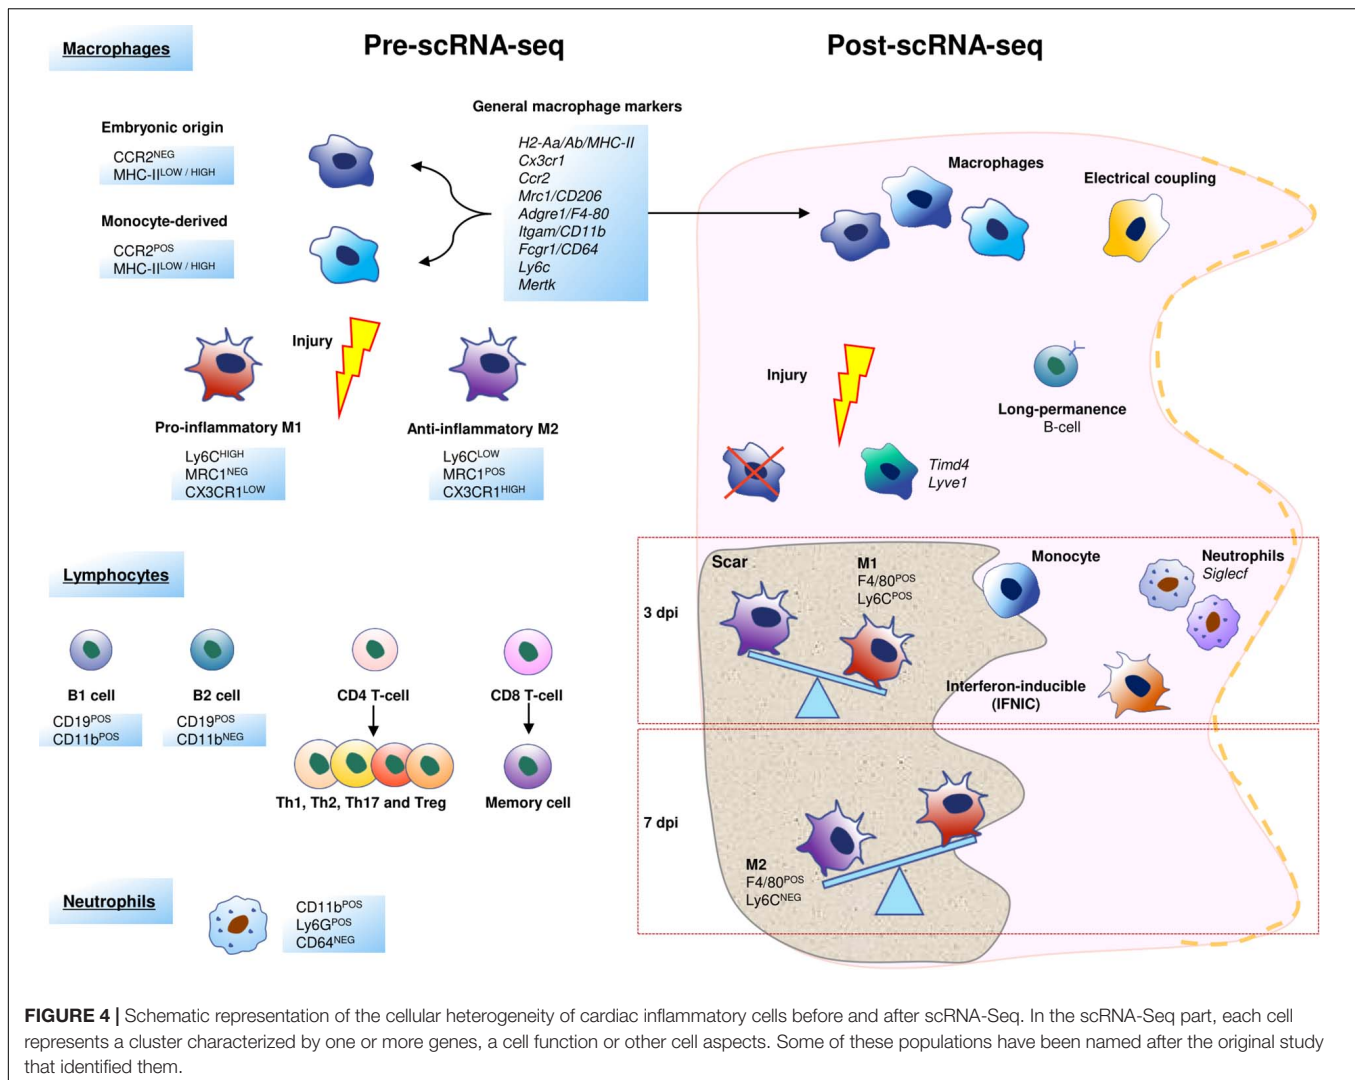 Macrophages
Pre-scRNA-seq
Post-scRNA-seq
General macrophage markers
H2-Aa/Ab/MHC-II
Cx3cr1
Ccr2
Mrc1/CD206
Adgre1/F4-80
Itgam/CD11b
Fcgr1/CD64
Ly6c
Mertk
Embryonic origin
CCR2NEG
MHC-IILOW / HIGH
Monocyte-derived
CCR2POS
MHC-IILOW / HIGH
Injury
Pro-inflammatory M1
Ly6CHIGH
MRC1NEG
CX3CR1LOW
Anti-inflammatory M2
Ly6CLOW
MRC1POS
CX3CR1HIGH
Macrophages
Electrical coupling
Injury
Long-permanence
B-cell
Timd4
Lyve1
Lymphocytes
B1 cell
CD19POS
CD11bPOS
B2 cell
CD19POS
CD11bNEG
CD4 T-cell
Th1, Th2, Th17 and Treg
CD8 T-cell
Memory cell
3 dpi
Scar
M1
F4/80POS
Ly6CPOS
Monocyte
Neutrophils
Siglecf
Interferon-inducible
(IFNIC)
7 dpi
M2
F4/80POS
Ly6CNEG
Neutrophils
CD11bPOS
Ly6GPOS
CD64NEG
FIGURE 4 | Schematic representation of the cellular heterogeneity of cardiac inflammatory cells before and after scRNA-Seq. In the scRNA-Seq part, each cell
represents a cluster characterized by one or more genes, a cell function or other cell aspects. Some of these populations have been named after the original study
that identified them.